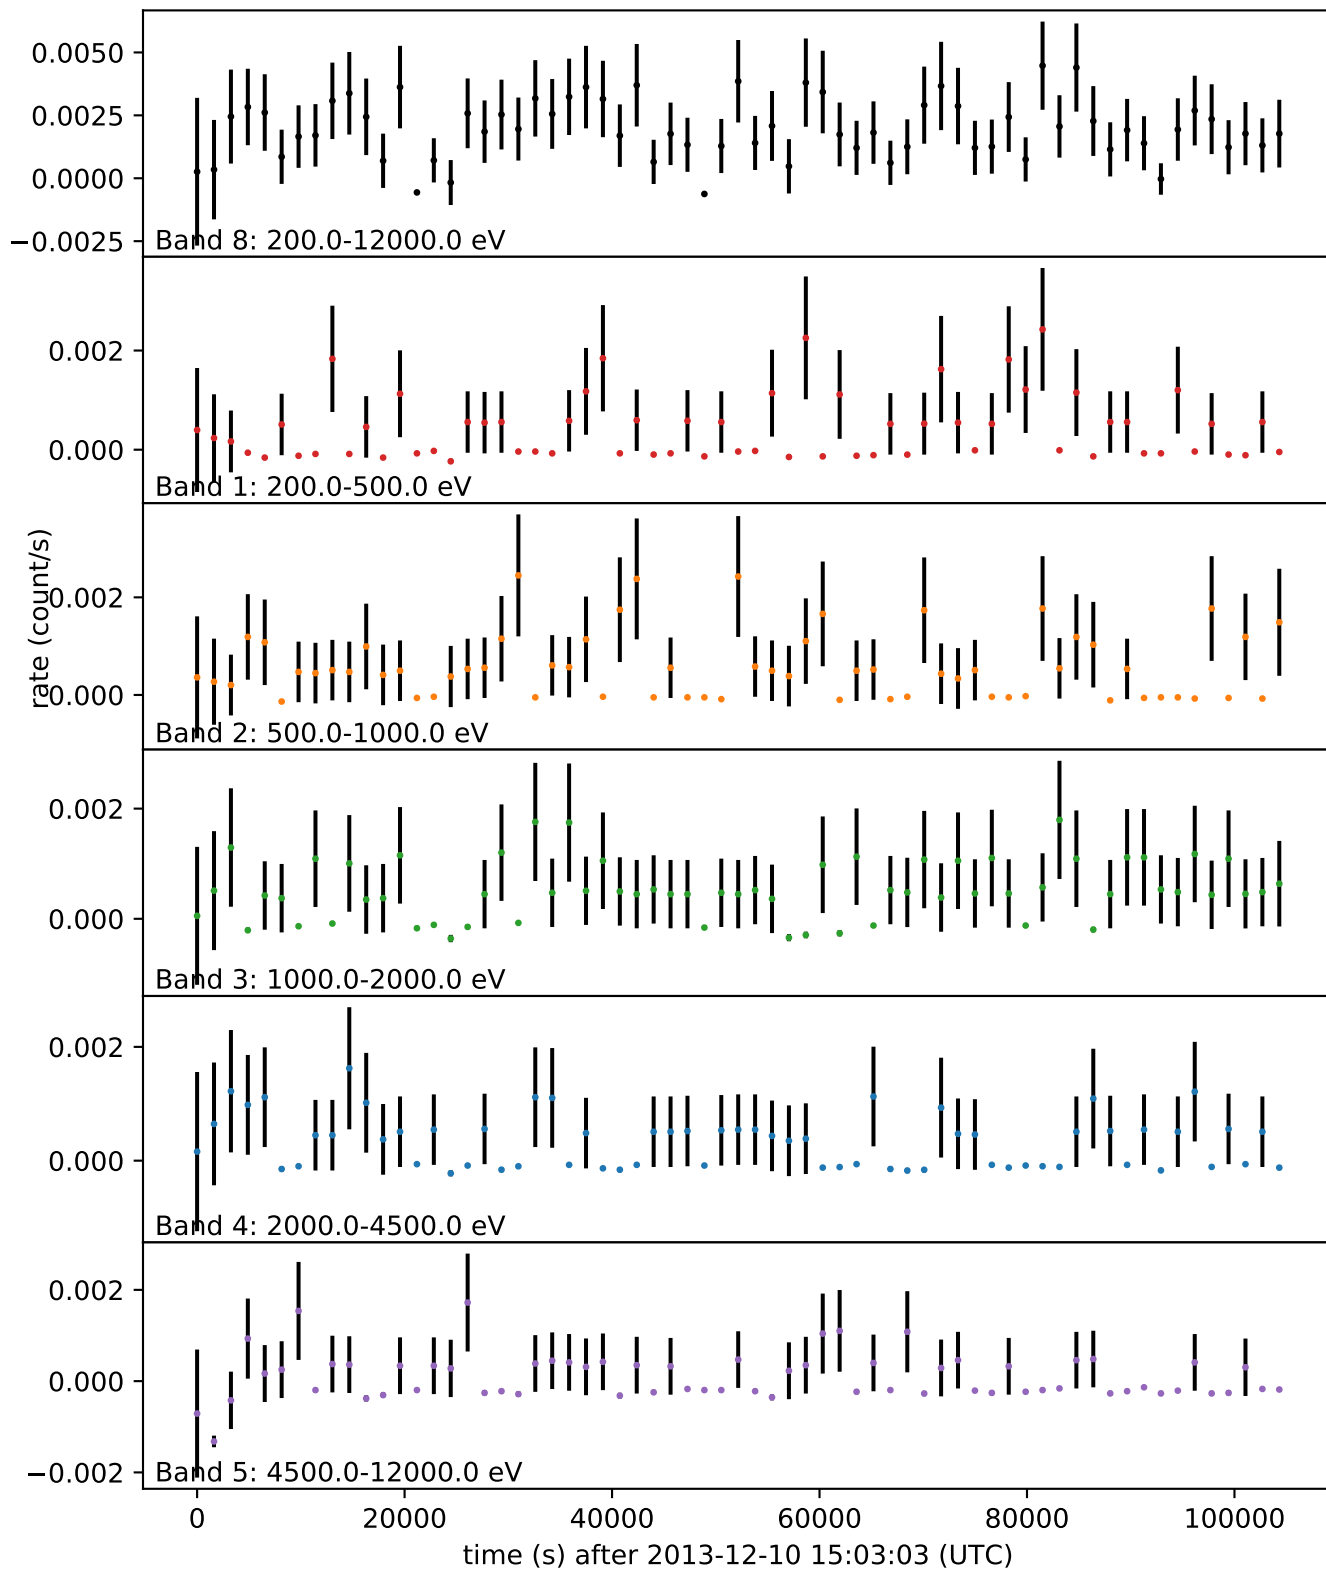 0.0050
0.0025
0.0000
−0.0025
Band 8: 200.0-12000.0 eV
0.002
0.000
Band 1: 200.0-500.0 eV
rate (count/s)
0.002
0.000
Band 2: 500.0-1000.0 eV
0.002
0.000
Band 3: 1000.0-2000.0 eV
0.002
0.000
Band 4: 2000.0-4500.0 eV
0.002
0.000
−0.002
Band 5: 4500.0-12000.0 eV
0 20000 40000 60000 80000 100000
time (s) after 2013-12-10 15:03:03 (UTC)